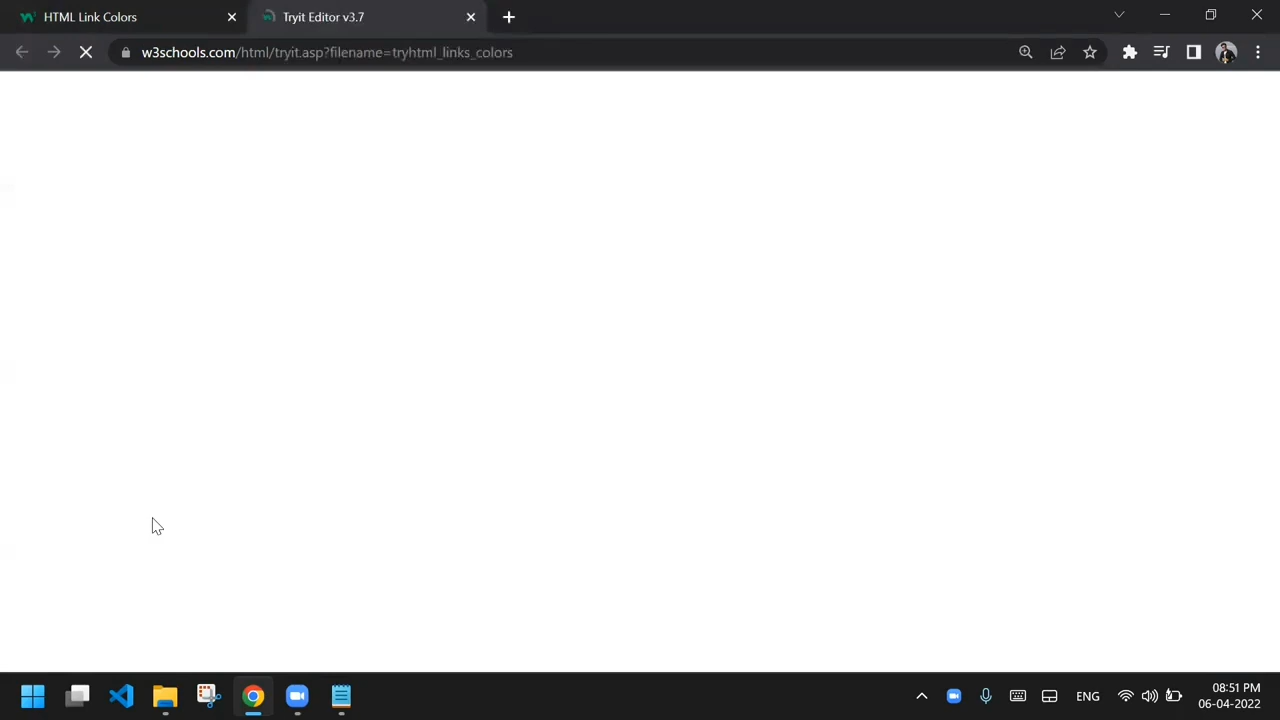 HTML Link Colors
Tryit Editor v3.7
w3schools.com/html/tryit.asp?filename=tryhtml_links_colors
ENG
08:51 PM
06-04-2022